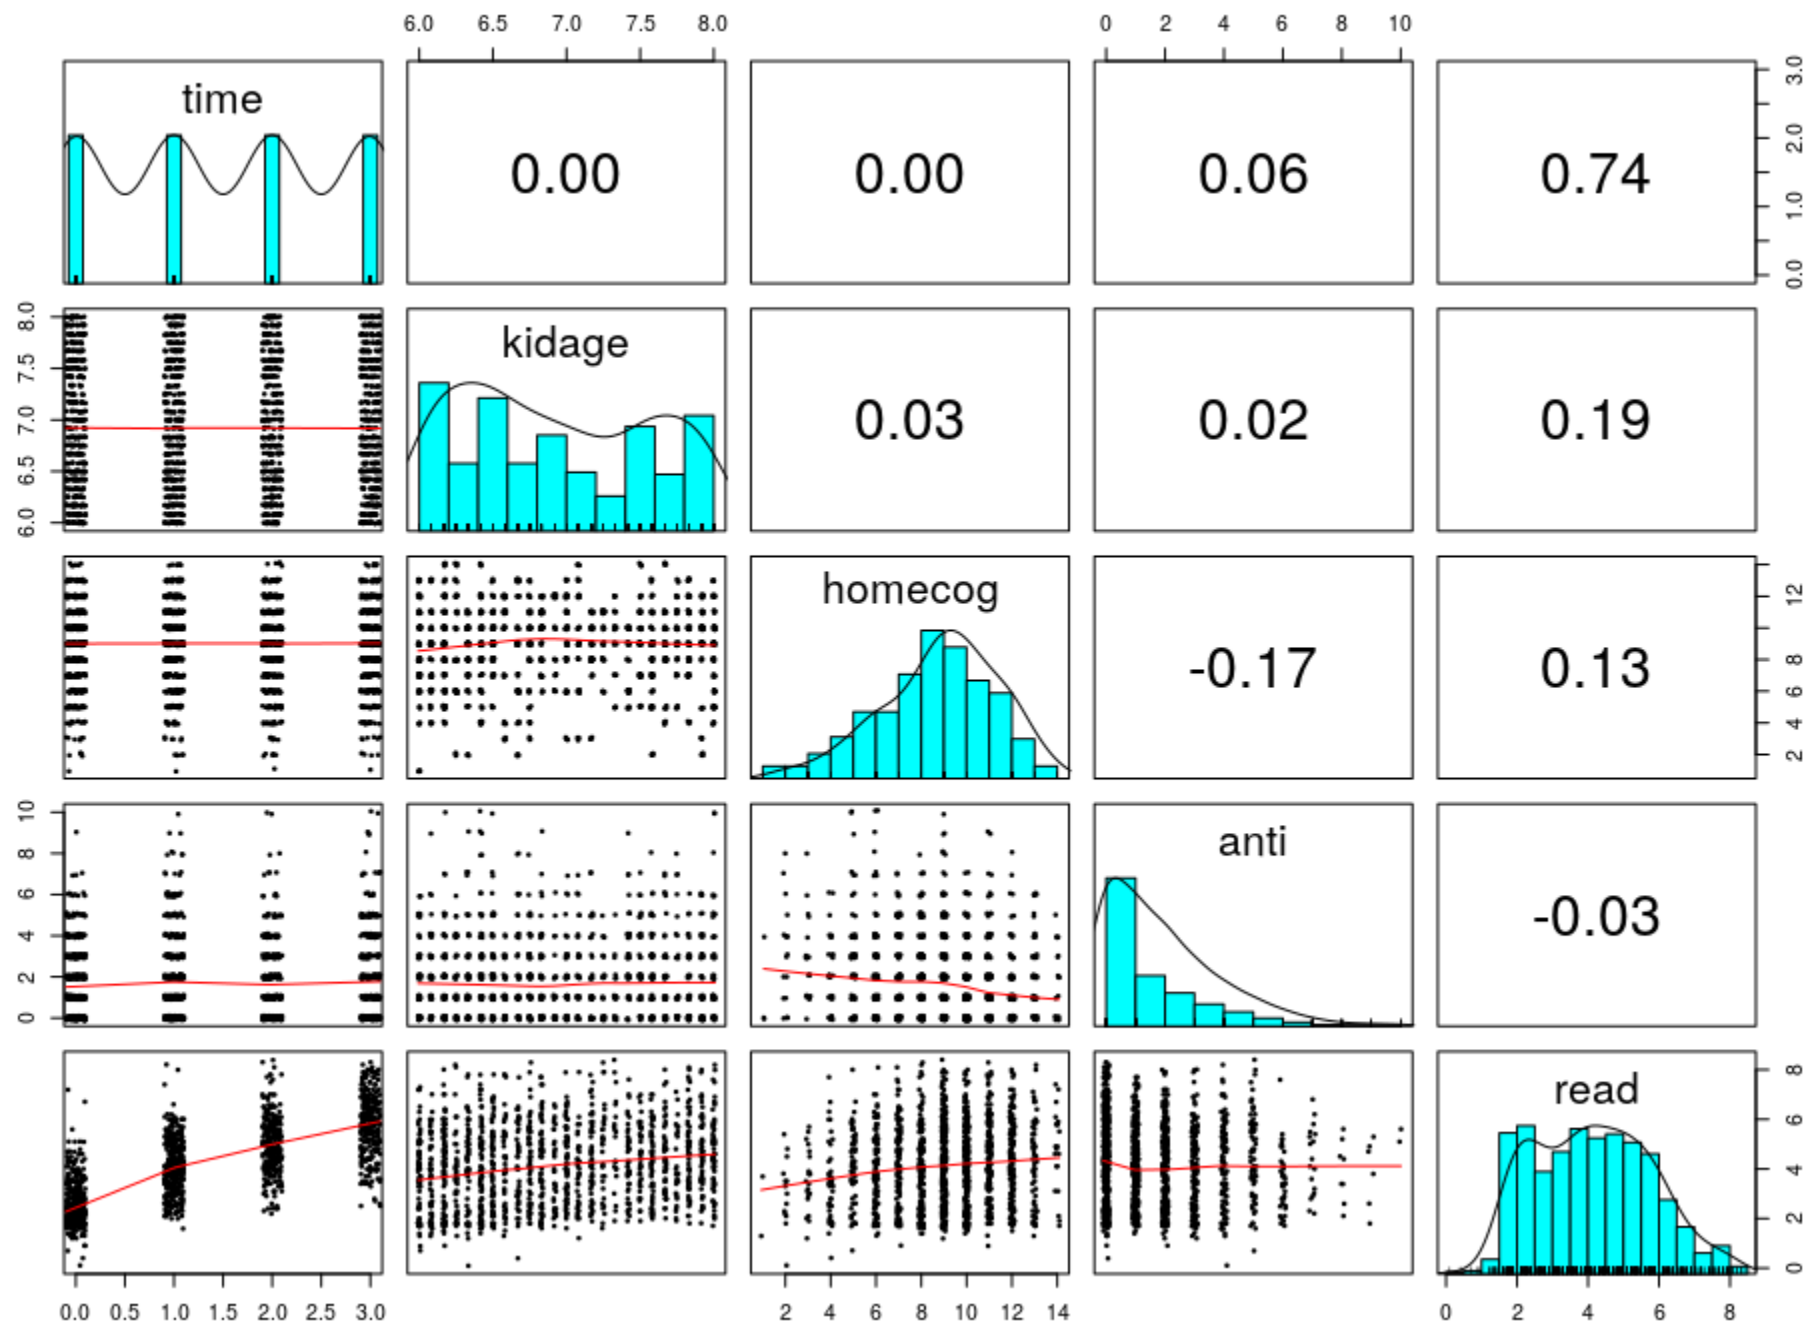 6.0 6.5 7.0 7.5 8.0 0 2 4 6 8 10
time 0.00 0.00 0.06 0.74 0.0 1.0 2.0 3.0
6.0 6.5 7.0 7.5 8.0 kidage 0.03 0.02 0.19
homecog -0.17 0.13 2 4 6 8 12
0 2 4 6 8 10 anti -0.03
read 0 2 4 6 8
0.0 0.5 1.0 1.5 2.0 2.5 3.0 2 4 6 8 10 12 14 0 2 4 6 8